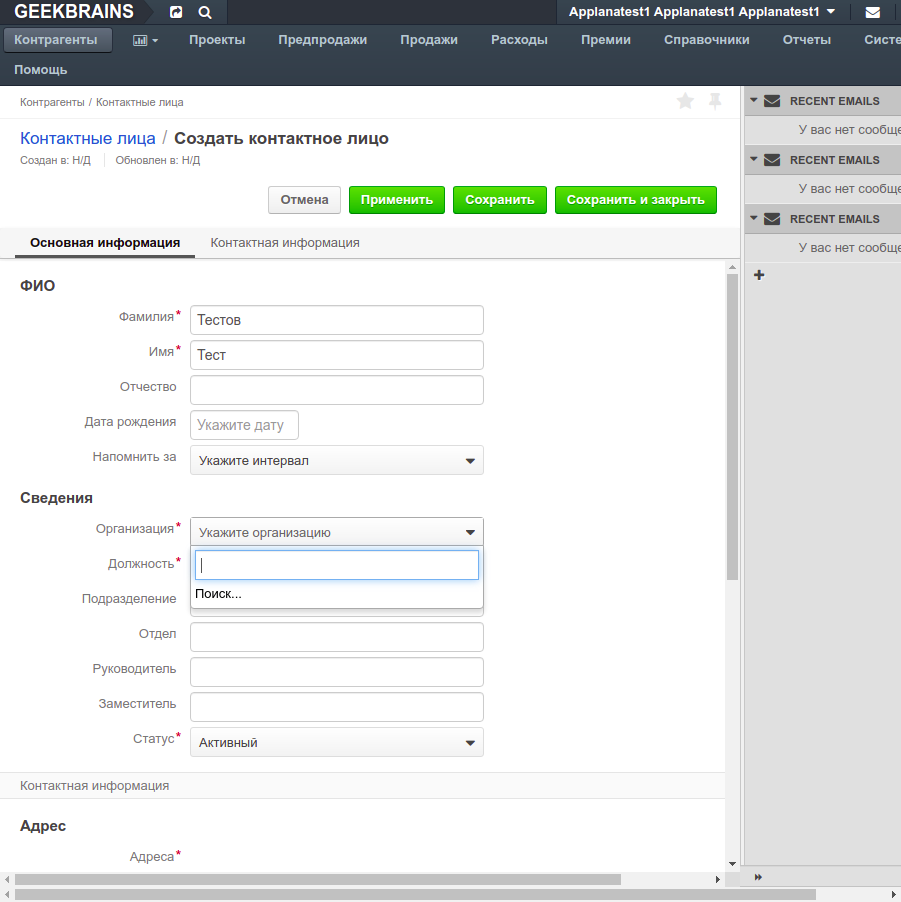 GEEKBRAINS
Applanatest1 Applanatest1 Applanatest1
Контрагенты
Проекты
Предпродажи
Продажи
Расходы
Премии
Справочники
Отчеты
Систе
Помощь
Контрагенты / Контактные лица
Контактные лица / Создать контактное лицо
Создан в: Н/Д
Обновлен в: Н/Д
Отмена
Применить
Сохранить
Сохранить и закрыть
Основная информация
Контактная информация
ФИО
Фамилия*
Тестов
Имя*
Тест
Отчество
Дата рождения
Укажите дату
Напомнить за
Укажите интервал
Сведения
Организация*
Укажите организацию
Должность*
Поиск...
Подразделение
Отдел
Руководитель
Заместитель
Статус*
Активный
Контактная информация
Адрес
Адреса*
RECENT EMAILS
У вас нет сообще
RECENT EMAILS
У вас нет сообще
RECENT EMAILS
У вас нет сообще